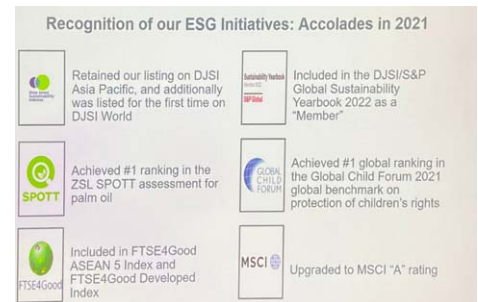 Recognition of our ESG Initiatives: Accolades in 2021
Retained our listing on DJSI
Asia Pacific, and additionally
was listed for the first time on
DJSI World
Sustainability Yearbook
S&P Global
Included in the DJSI/S&P
Global Sustainability
Yearbook 2022 as a
"Member"
SPOTT
Achieved #1 ranking in the
ZSL SPOTT assessment for
palm oil
GLOBAL
CHILD
FORUM
Achieved #1 global ranking in
the Global Child Forum 2021
global benchmark on
protection of children's rights
FTSE4Good
Included in FTSE4Good
ASEAN 5 Index and
FTSE4Good Developed
Index
MSCI
Upgraded to MSCI "A" rating